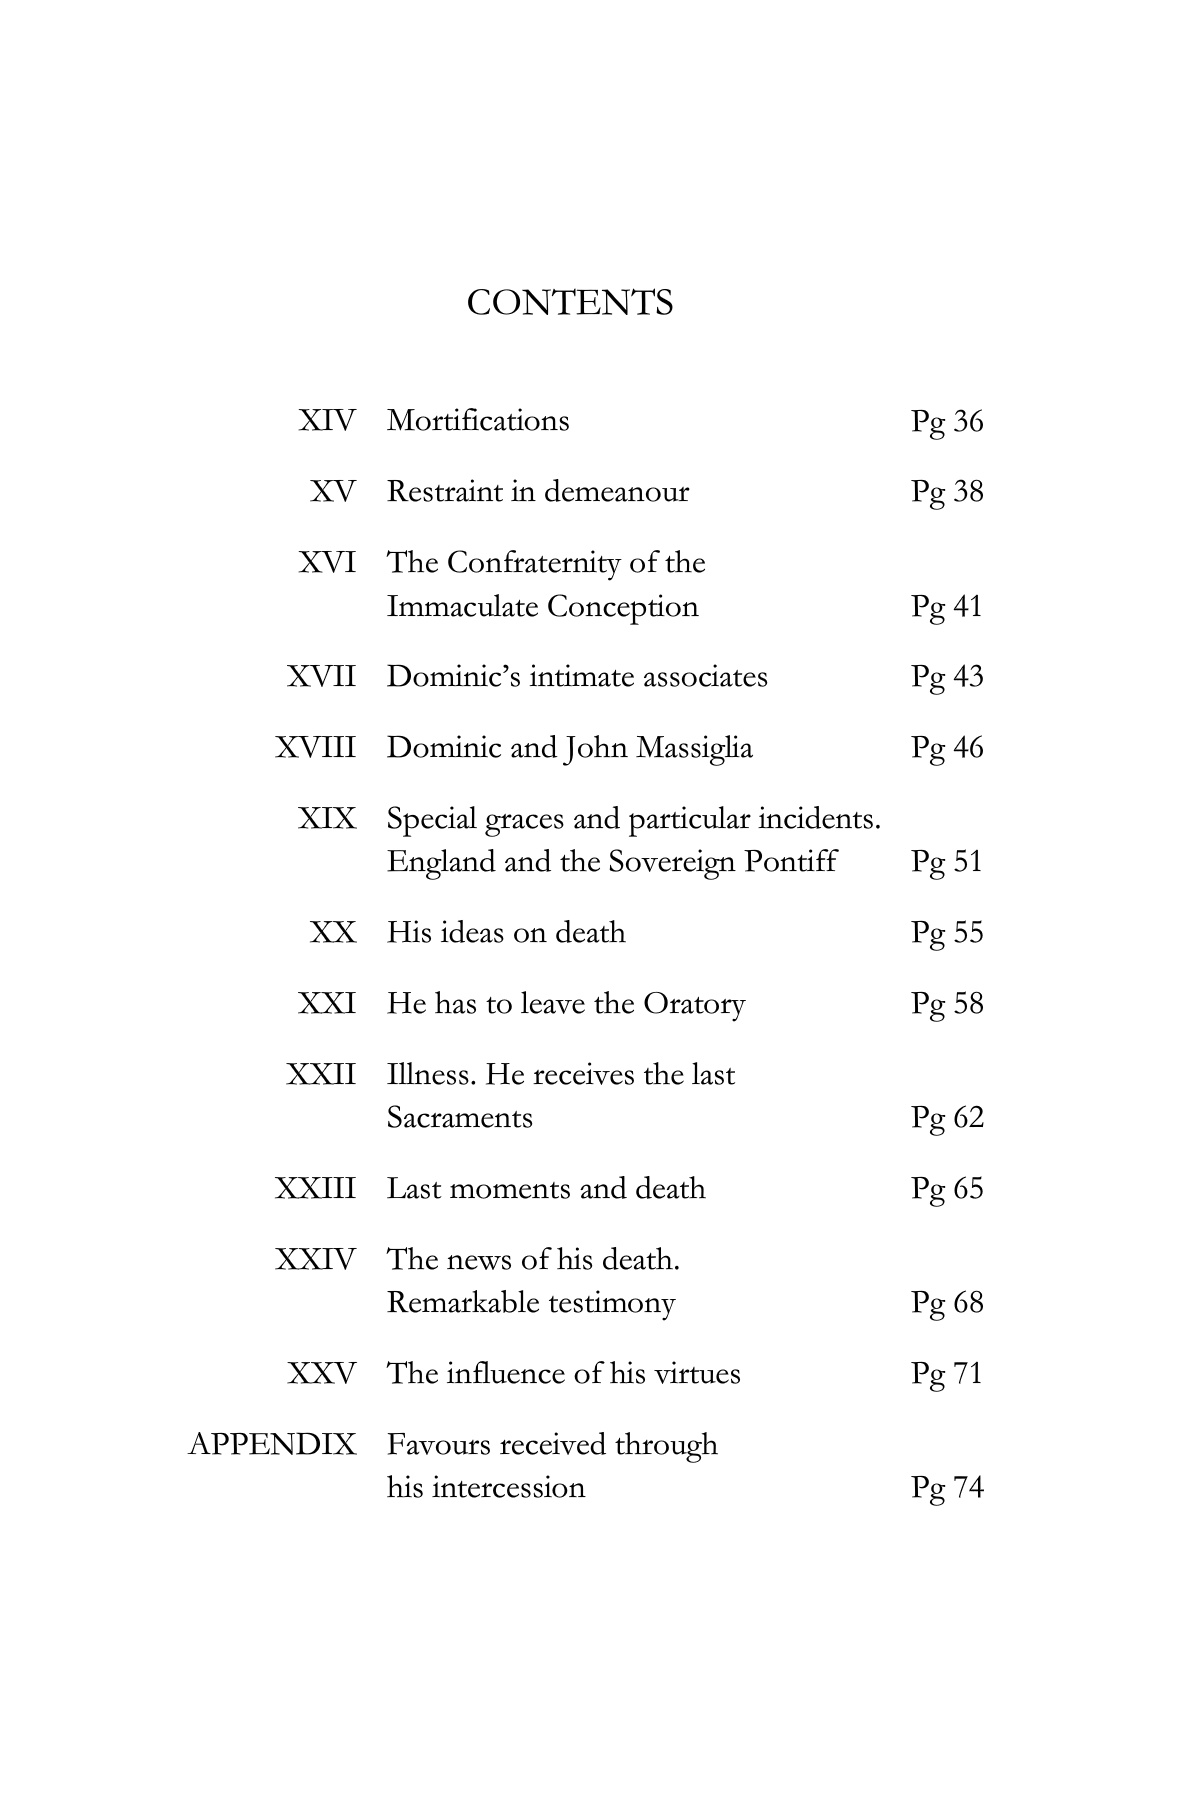 CONTENTS
XIV Mortifications Pg 36
XV Restraint in demeanour Pg 38
XVI The Confraternity of the
Immaculate Conception Pg 41
XVII Dominic’s intimate associates Pg 43
XVIII Dominic and John Massiglia Pg 46
XIX Special graces and particular incidents.
England and the Sovereign Pontiff Pg 51
XX His ideas on death Pg 55
XXI He has to leave the Oratory Pg 58
XXII Illness. He receives the last
Sacraments Pg 62
XXIII Last moments and death Pg 65
XXIV The news of his death.
Remarkable testimony Pg 68
XXV The influence of his virtues Pg 71
APPENDIX Favours received through
his intercession Pg 74